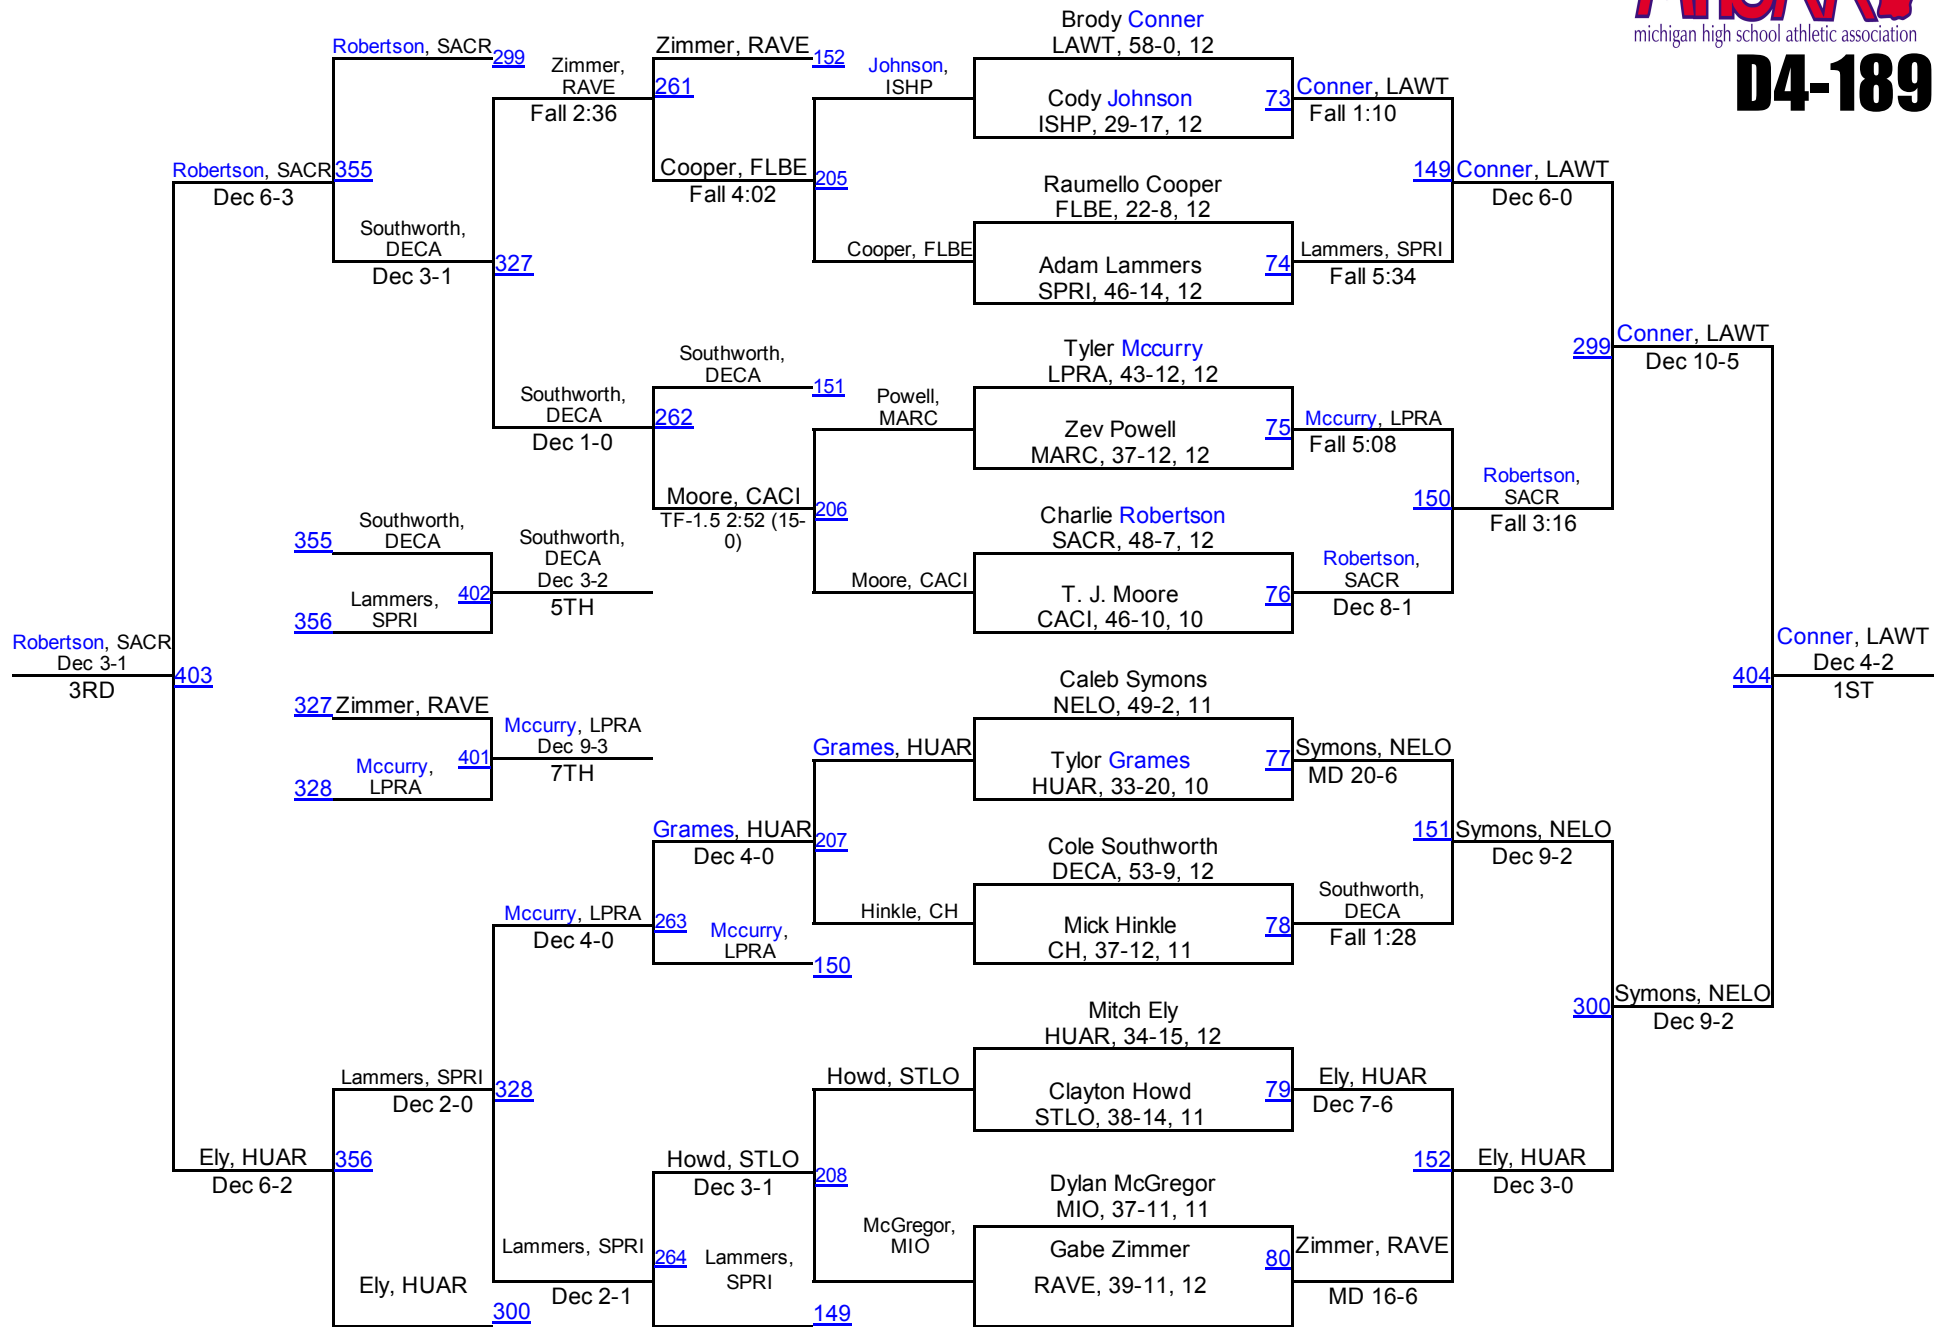 Brody Conner
LAWT, 58-0, 12
michigan high school athletic association
D4-189
Robertson, SACR
299
Zimmer,
RAVE
Fall 2:36
Zimmer, RAVE
152
261
Johnson,
ISHP
Cody Johnson
ISHP, 29-17, 12
73
Conner, LAWT
Fall 1:10
Robertson, SACR
Dec 6-3
355
Cooper, FLBE
Fall 4:02
205
Raumello Cooper
FLBE, 22-8, 12
149
Conner, LAWT
Dec 6-0
Southworth,
DECA
Dec 3-1
327
Cooper, FLBE
Adam Lammers
SPRI, 46-14, 12
74
Lammers, SPRI
Fall 5:34
Southworth,
DECA
151
Tyler Mccurry
LPRA, 43-12, 12
299
Conner, LAWT
Dec 10-5
Southworth,
DECA
Dec 1-0
262
Powell,
MARC
Zev Powell
MARC, 37-12, 12
75
Mccurry, LPRA
Fall 5:08
Moore, CACI
TF-1.5 2:52 (15-
0)
206
Charlie Robertson
SACR, 48-7, 12
150
Robertson,
SACR
Fall 3:16
355
Southworth,
DECA
Southworth,
DECA
Dec 3-2
5TH
402
356
Lammers,
SPRI
Moore, CACI
T. J. Moore
CACI, 46-10, 10
76
Robertson,
SACR
Dec 8-1
Robertson, SACR
Dec 3-1
3RD
403
404
Conner, LAWT
Dec 4-2
1ST
327
Zimmer, RAVE
Mccurry, LPRA
Dec 9-3
7TH
401
328
Mccurry,
LPRA
Caleb Symons
NELO, 49-2, 11
Grames, HUAR
Tylor Grames
HUAR, 33-20, 10
77
Symons, NELO
MD 20-6
Grames, HUAR
Dec 4-0
207
Cole Southworth
DECA, 53-9, 12
151
Symons, NELO
Dec 9-2
Mccurry, LPRA
Dec 4-0
263
Mccurry,
LPRA
150
Hinkle, CH
Mick Hinkle
CH, 37-12, 11
78
Southworth,
DECA
Fall 1:28
Mitch Ely
HUAR, 34-15, 12
300
Symons, NELO
Dec 9-2
Lammers, SPRI
Dec 2-0
328
Howd, STLO
Clayton Howd
STLO, 38-14, 11
79
Ely, HUAR
Dec 7-6
Ely, HUAR
Dec 6-2
356
Howd, STLO
Dec 3-1
208
Dylan McGregor
MIO, 37-11, 11
152
Ely, HUAR
Dec 3-0
Lammers, SPRI
Dec 2-1
264
Lammers,
SPRI
149
McGregor,
MIO
Gabe Zimmer
RAVE, 39-11, 12
80
Zimmer, RAVE
MD 16-6
Ely, HUAR
300